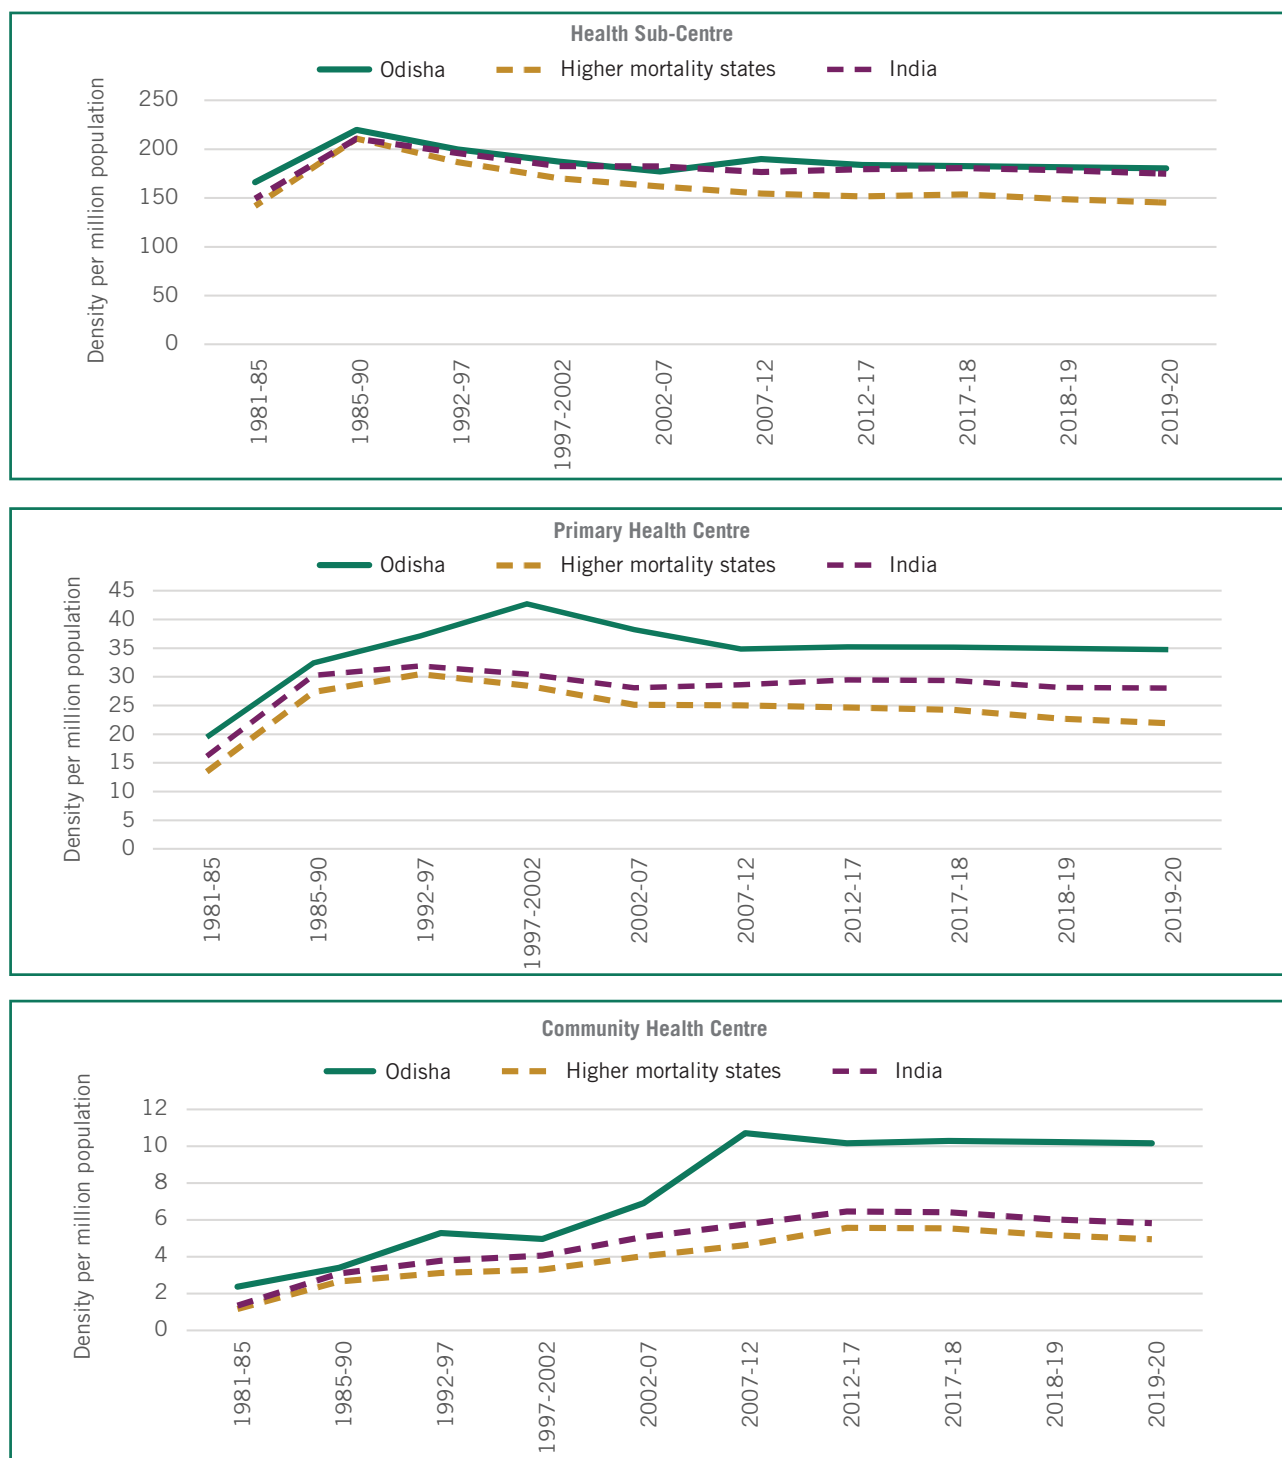 Health Sub-Centre
Odisha Higher mortality states India
Density per million population
250
200
150
100
50
0
1981-85 1985-90 1992-97 1997-2002 2002-07 2007-12 2012-17 2017-18 2018-19 2019-20
Primary Health Centre
Odisha Higher mortality states India
Density per million population
45
40
35
30
25
20
15
10
5
0
1981-85 1985-90 1992-97 1997-2002 2002-07 2007-12 2012-17 2017-18 2018-19 2019-20
Community Health Centre
Odisha Higher mortality states India
Density per million population
12
10
8
6
4
2
0
1981-85 1985-90 1992-97 1997-2002 2002-07 2007-12 2012-17 2017-18 2018-19 2019-20